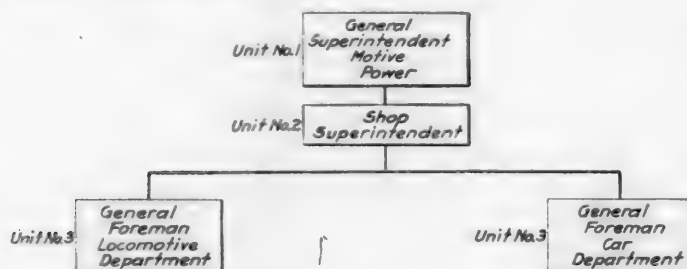 General
Superintendent
Unit No.1
Motive
Power
Shop
Unit No.2
Superintendent
General
Foreman
Unit No.3
Locomotive
Department
General
Foreman
Unit No.3
Car
Department